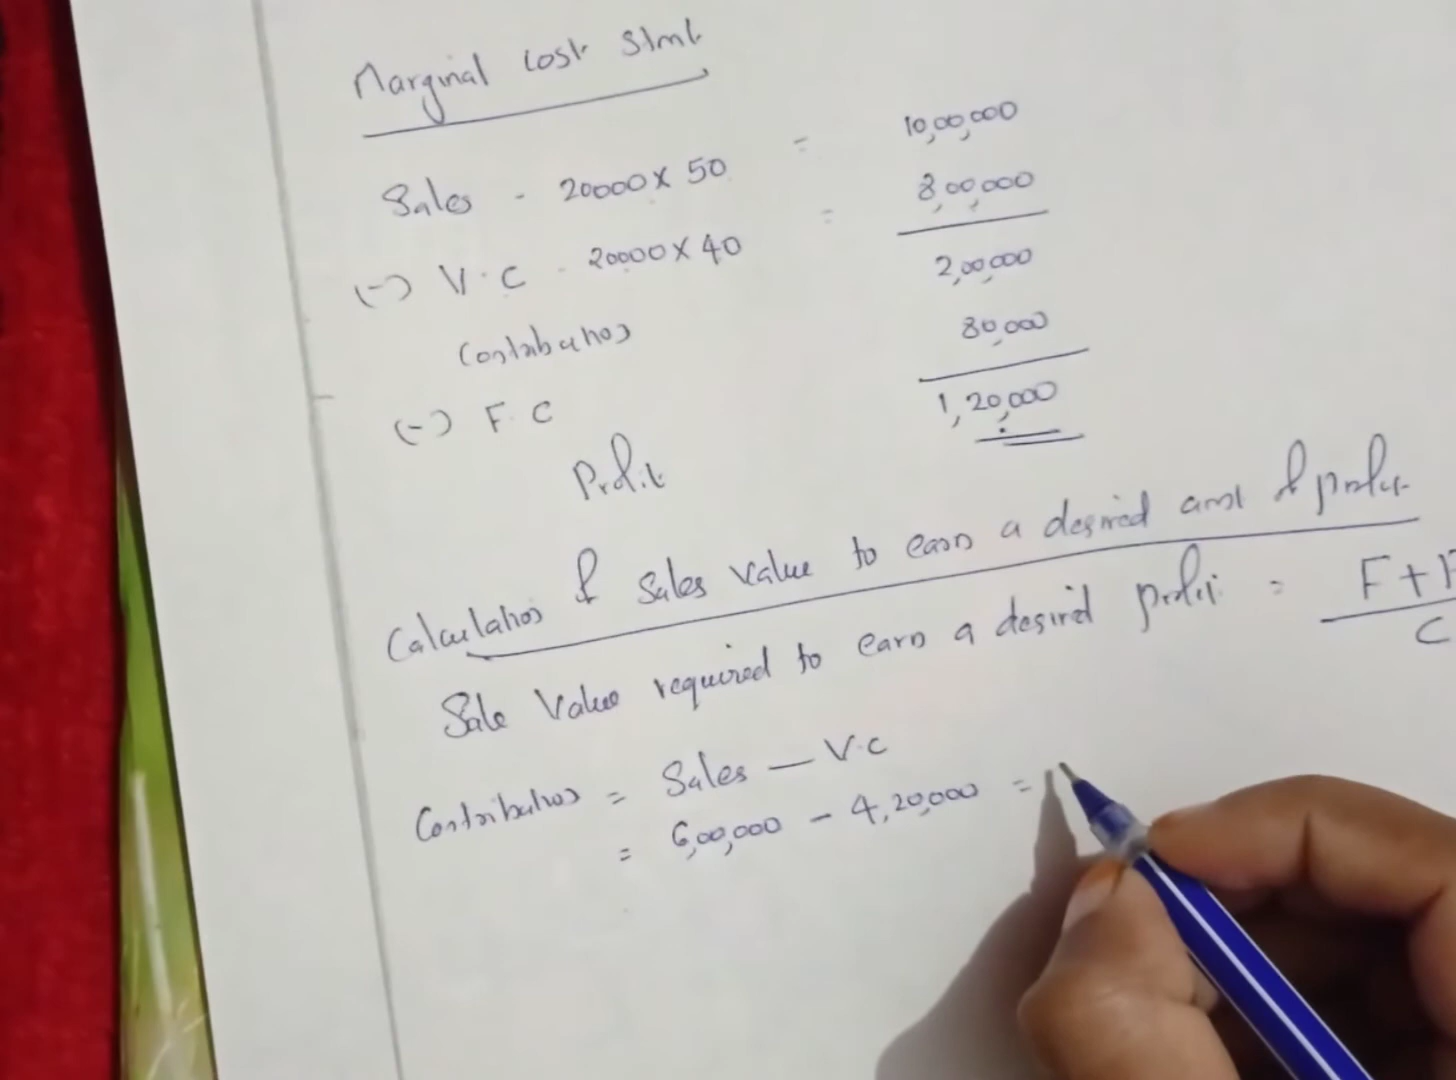 Marginal Cost Stmt
Sales - 20000 X 50 = 10,00,000
(-) V.C - 20000 X 40 = 8,00,000
Contribution 2,00,000
(-) F.C 80,000
Profit 1,20,000
Calculation of Sales value to earn a desired amt of profit
Sale Value required to earn a desired profit = F+P / C
Contribution = Sales - V.C
= 6,00,000 - 4,20,000 =